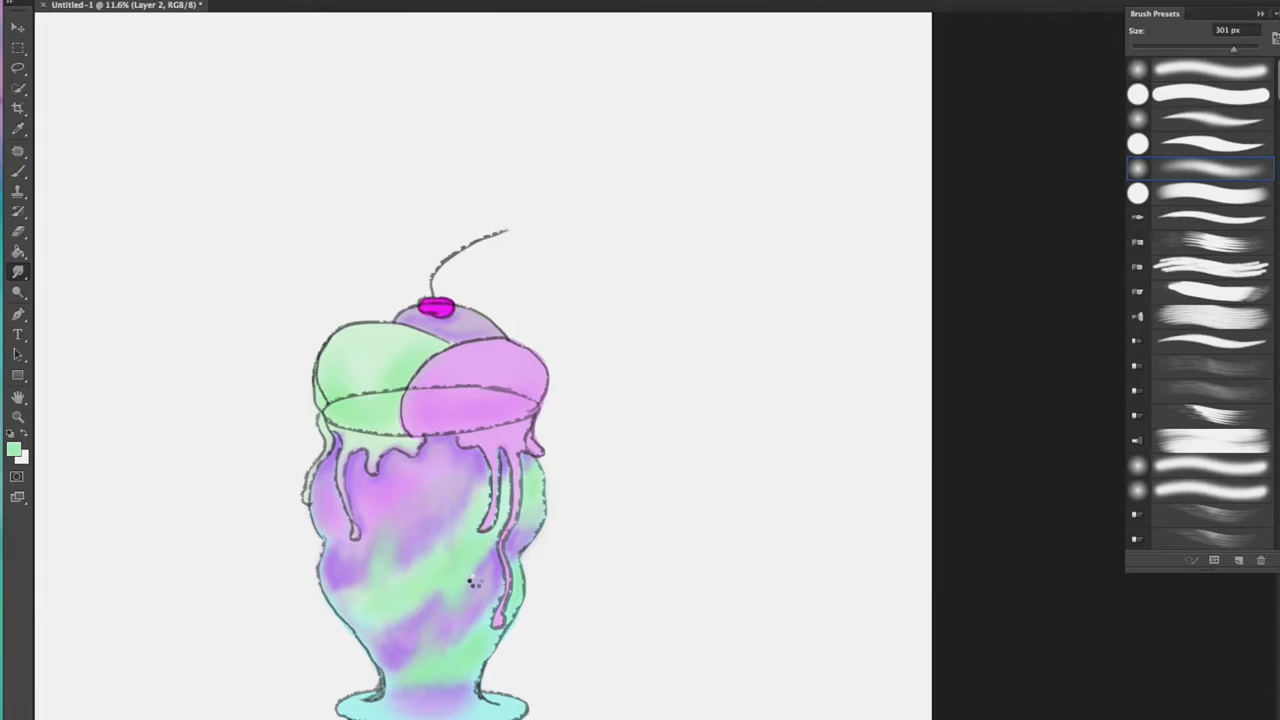 Untitled-1 @ 11.6% (Layer 2, RGB/8) *
Brush Presets
Size:
301 px